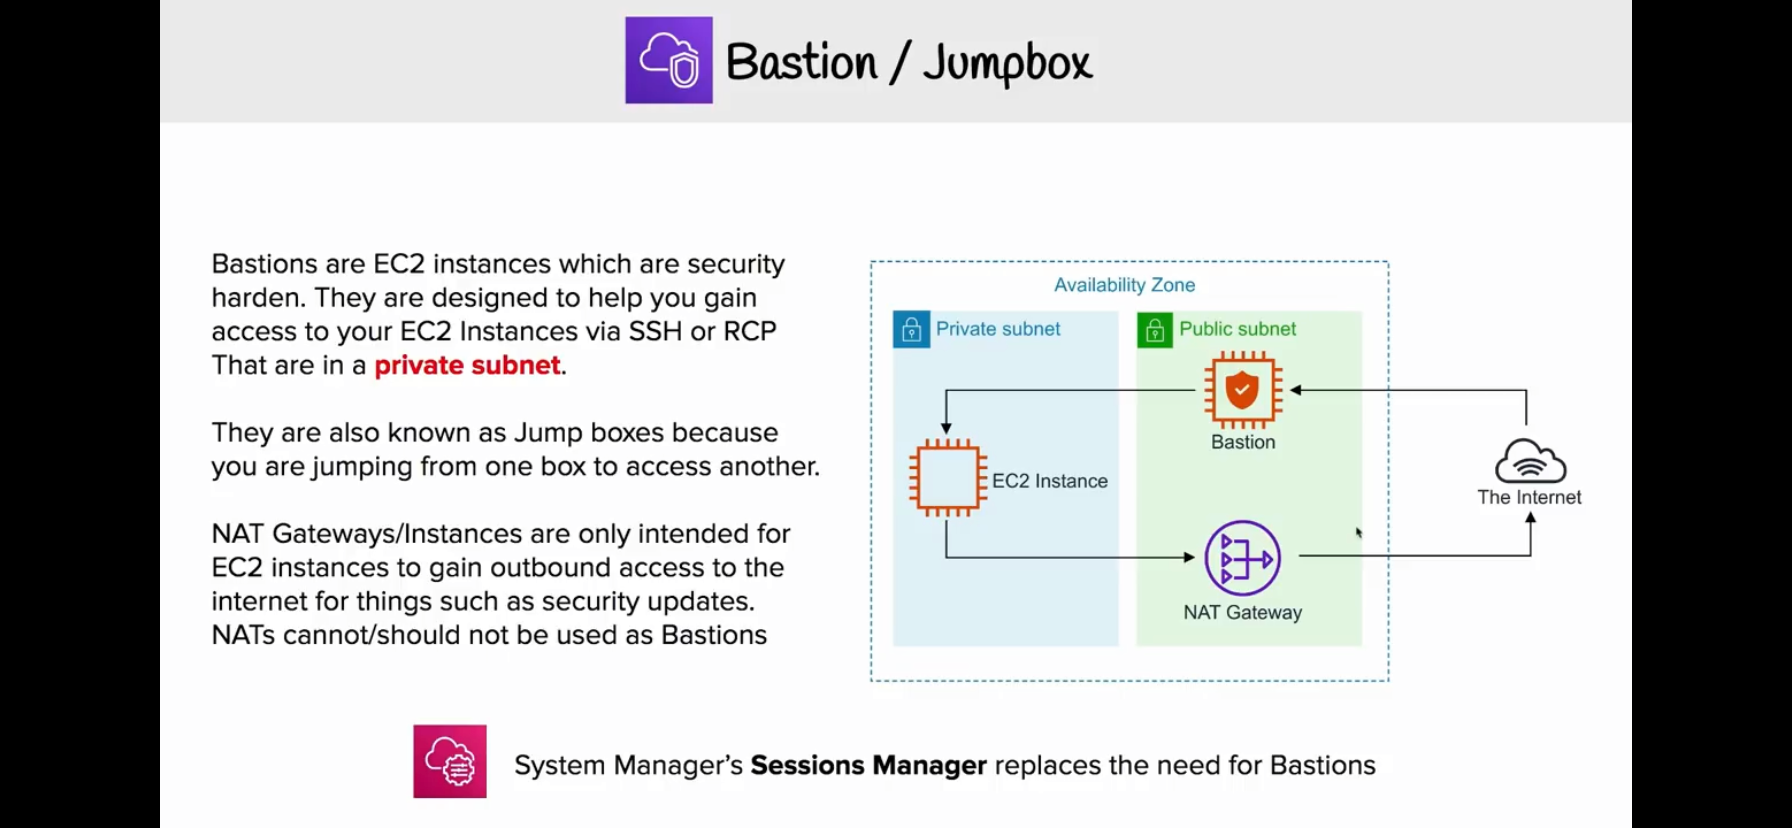 Bastion / Jumpbox
Bastions are EC2 instances which are security
harden. They are designed to help you gain
access to your EC2 Instances via SSH or RCP
That are in a private subnet.
They are also known as Jump boxes because
you are jumping from one box to access another.
NAT Gateways/Instances are only intended for
EC2 instances to gain outbound access to the
internet for things such as security updates.
NATs cannot/should not be used as Bastions
Availability Zone
Private subnet
Public subnet
Bastion
EC2 Instance
The Internet
NAT Gateway
System Manager’s Sessions Manager replaces the need for Bastions